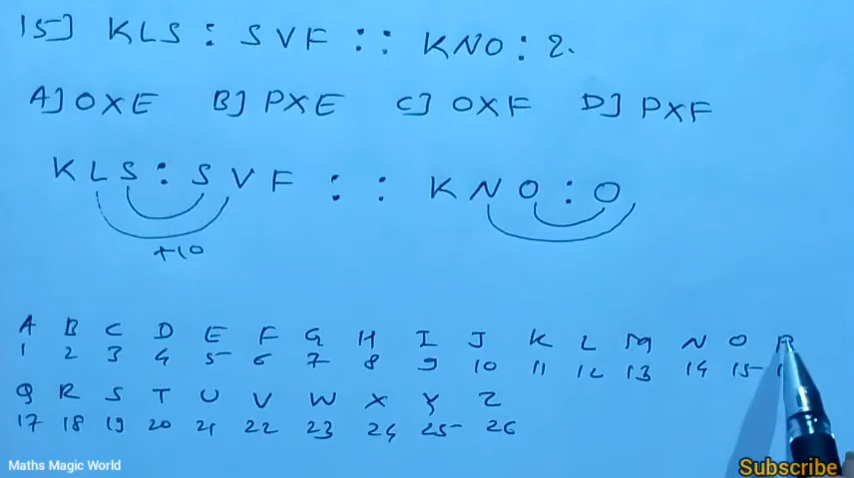 15] KLS : SVF :: KNO : ?.
A] OXE B] PXE C] OXF D] PXF
KLS : SVF :: KNO : O
+10
A B C D E F G H I J K L M N O P
1 2 3 4 5 6 7 8 9 10 11 12 13 14 15 1
Q R S T U V W X Y Z
17 18 19 20 21 22 23 24 25 26
Maths Magic World
Subscribe